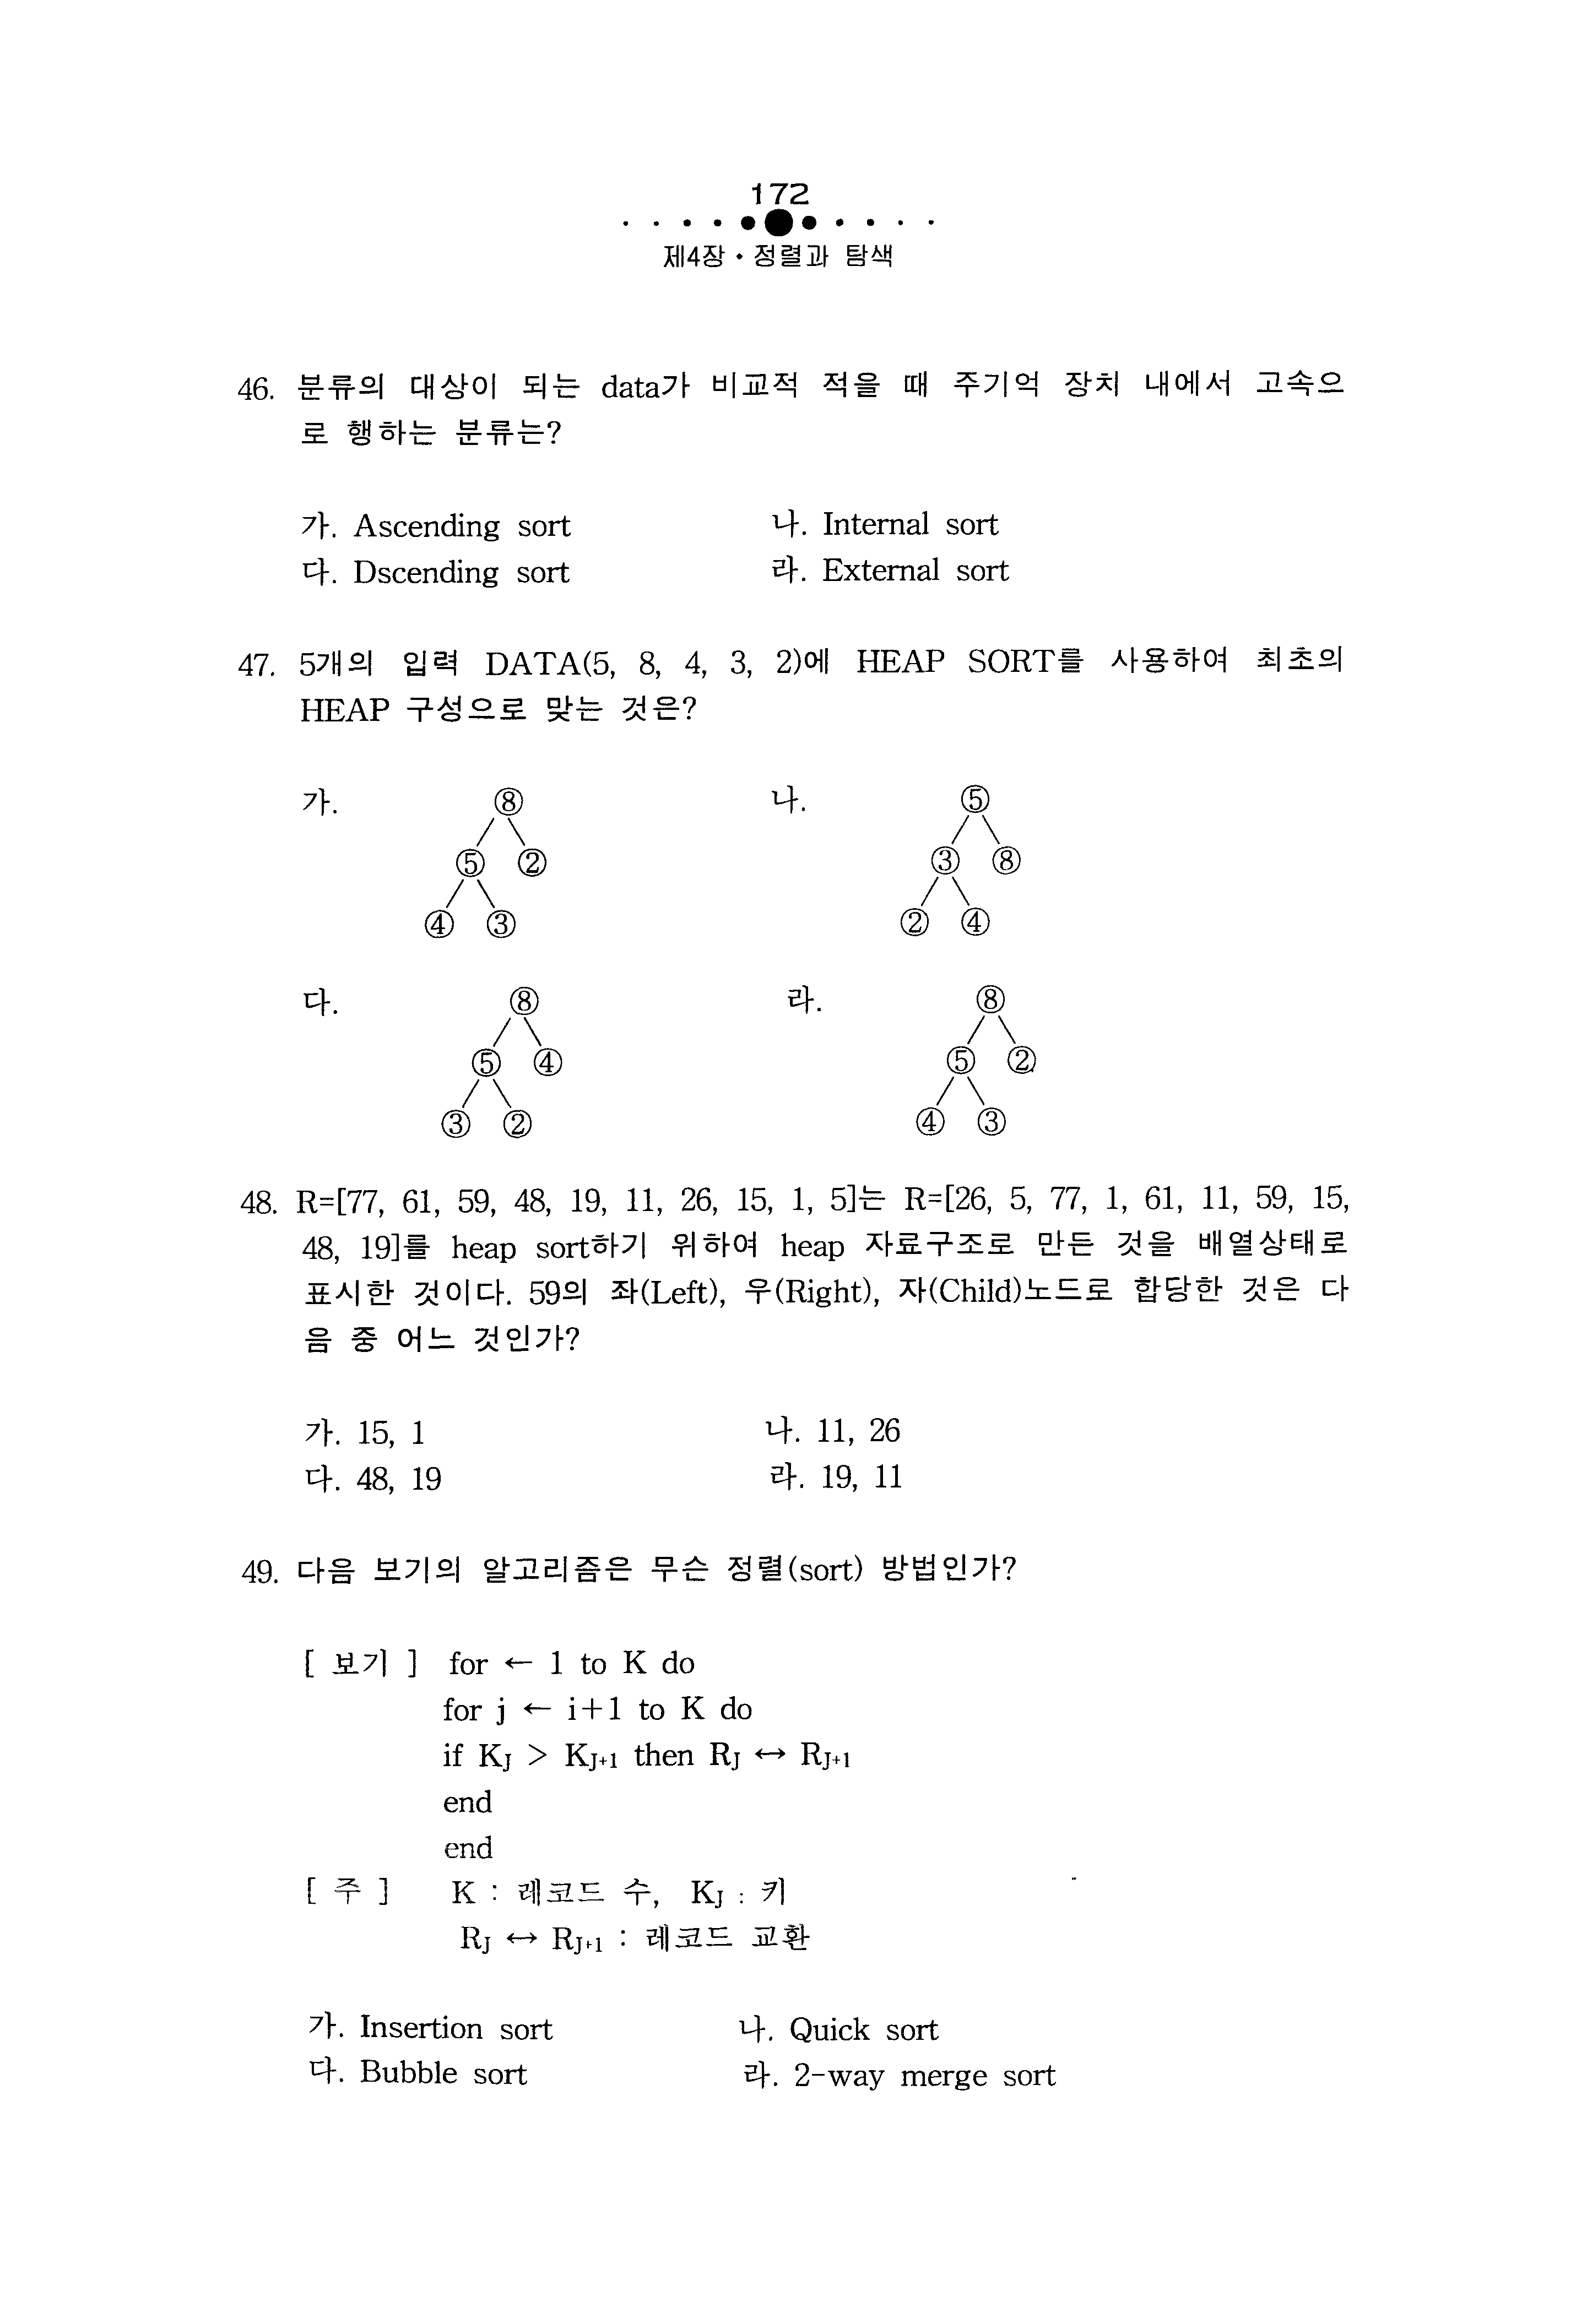 172
제4장 • 정렬과 탐색
46. 분류의 대상이 되는 data가 비교적 적을 때 주기억 장치 내에서 고속으
로 행하는 분류는?
가. Ascending sort 나. Internal sort
다. Dscending sort 라. External sort
47. 5개의 입력 DATA(5, 8, 4, 3, 2)에 HEAP SORT를 사용하여 최초의
HEAP 구성으로 맞는 것은?
가. ⑧ 나. ⑤
⑤ ② ③ ⑧
④ ③ ② ④
다. ⑧ 라. ⑧
⑤ ④ ⑤ ②
③ ② ④ ③
48. R=[77, 61, 59, 48, 19, 11, 26, 15, 1, 5]는 R=[26, 5, 77, 1, 61, 11, 59, 15,
48, 19]를 heap sort하기 위하여 heap 자료구조로 만든 것을 배열상태로
표시한 것이다. 59의 좌(Left), 우(Right), 자(Child)노드로 합당한 것은 다
음 중 어느 것인가?
가. 15, 1 나. 11, 26
다. 48, 19 라. 19, 11
49. 다음 보기의 알고리즘은 무슨 정렬(sort) 방법인가?
[ 보기 ] for ← 1 to K do
for j ← i+1 to K do
if KJ > KJ+1 then RJ ↔ RJ+1
end
end
[ 주 ] K : 레코드 수, KJ : 키
RJ ↔ RJ+1 : 레코드 교환
가. Insertion sort 나. Quick sort
다. Bubble sort 라. 2-way merge sort